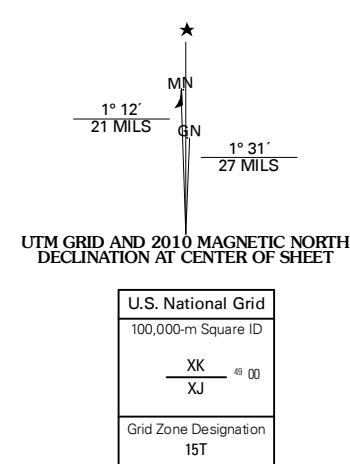 ★
MN
1° 12´
21 MILS
GN
1° 31´
27 MILS
UTM GRID AND 2010 MAGNETIC NORTH
DECLINATION AT CENTER OF SHEET
U.S. National Grid
100,000-m Square ID
XK
49 00
XJ
Grid Zone Designation
15T